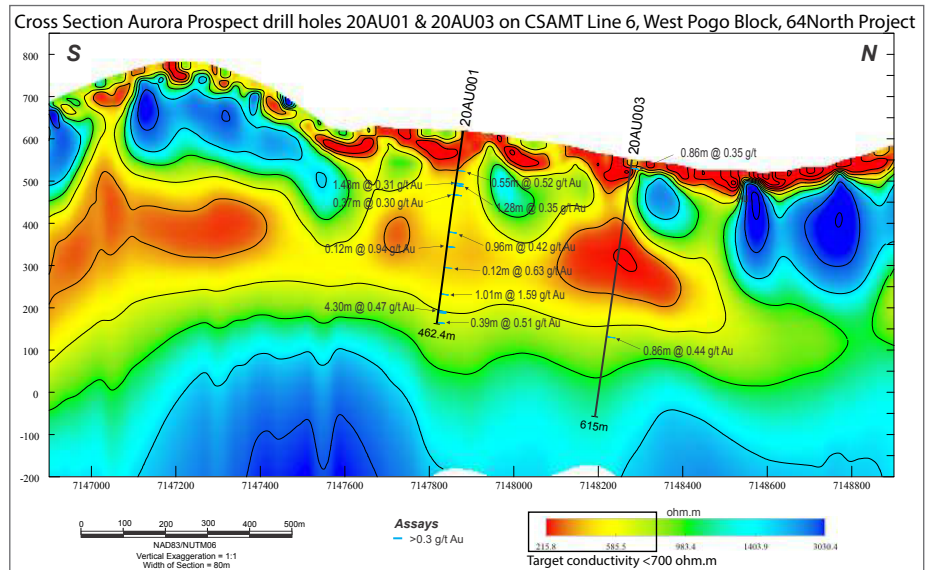 Cross Section Aurora Prospect drill holes 20AU01 & 20AU03 on CSAMT Line 6, West Pogo Block, 64North Project
S
N
800
700
600
500
400
300
200
100
0
-100
-200
20AU001
20AU003
0.86m @ 0.35 g/t
1.48m @ 0.31 g/t Au
0.55m @ 0.52 g/t Au
0.37m @ 0.30 g/t Au
1.28m @ 0.35 g/t Au
0.12m @ 0.94 g/t Au
0.96m @ 0.42 g/t Au
0.12m @ 0.63 g/t Au
1.01m @ 1.59 g/t Au
4.30m @ 0.47 g/t Au
0.39m @ 0.51 g/t Au
462.4m
0.86m @ 0.44 g/t Au
615m
7147000 7147200 7147400 7147600 7147800 7148000 7148200 7148400 7148600 7148800
0 100 200 300 400 500m
NAD83/NUTM06
Vertical Exaggeration = 1:1
Width of Section = 80m
Assays
>0.3 g/t Au
ohm.m
215.8 585.5 983.4 1403.9 3030.4
Target conductivity <700 ohm.m